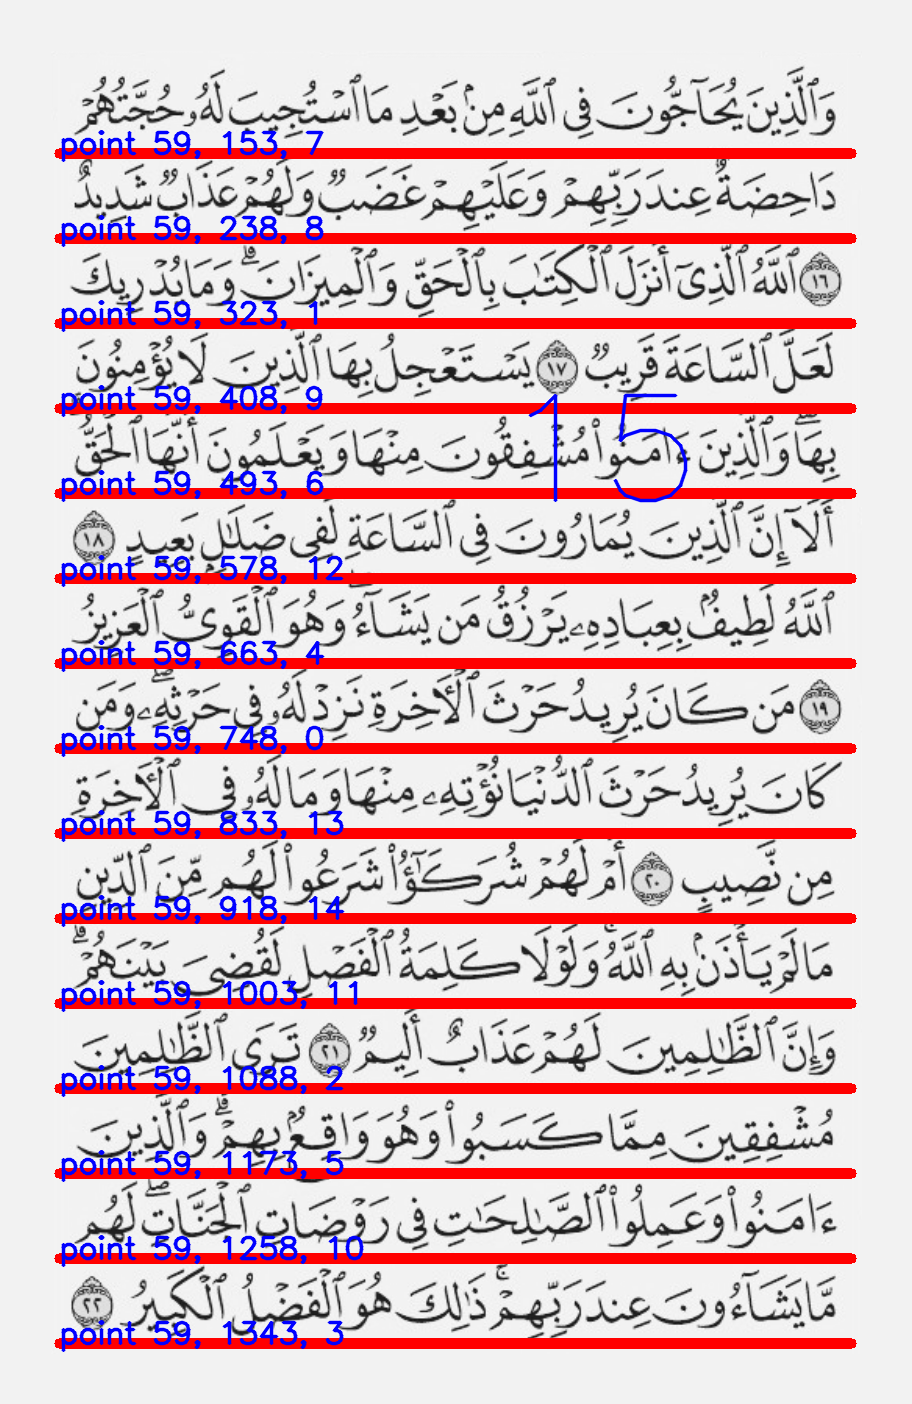 وَٱلَّذِينَ يُحَآجُّونَ فِى ٱللَّهِ مِنۢ بَعْدِ مَا ٱسْتُجِيبَ لَهُۥ حُجَّتُهُمْ
point 59, 153, 7
دَاحِضَةٌ عِندَ رَبِّهِمْ وَعَلَيْهِمْ غَضَبٌ وَلَهُمْ عَذَابٌ شَدِيدٌ
point 59, 238, 8
١٦ ٱللَّهُ ٱلَّذِىٓ أَنزَلَ ٱلْكِتَٰبَ بِٱلْحَقِّ وَٱلْمِيزَانَ ۗ وَمَا يُدْرِيكَ
point 59, 323, 1
لَعَلَّ ٱلسَّاعَةَ قَرِيبٌ ١٧ يَسْتَعْجِلُ بِهَا ٱلَّذِينَ لَا يُؤْمِنُونَ
point 59, 408, 9
15
بِهَا ۖ وَٱلَّذِينَ ءَامَنُوا۟ مُشْفِقُونَ مِنْهَا وَيَعْلَمُونَ أَنَّهَا ٱلْحَقُّ ۗ
point 59, 493, 6
أَلَآ إِنَّ ٱلَّذِينَ يُمَارُونَ فِى ٱلسَّاعَةِ لَفِى ضَلَٰلٍۭ بَعِيدٍ ١٨
point 59, 578, 12
ٱللَّهُ لَطِيفٌۢ بِعِبَادِهِۦ يَرْزُقُ مَن يَشَآءُ ۖ وَهُوَ ٱلْقَوِىُّ ٱلْعَزِيزُ
point 59, 663, 4
١٩ مَن كَانَ يُرِيدُ حَرْثَ ٱلْءَاخِرَةِ نَزِدْ لَهُۥ فِى حَرْثِهِۦ ۖ وَمَن
point 59, 748, 0
كَانَ يُرِيدُ حَرْثَ ٱلدُّنْيَا نُؤْتِهِۦ مِنْهَا وَمَا لَهُۥ فِى ٱلْءَاخِرَةِ
point 59, 833, 13
مِن نَّصِيبٍ ٢٠ أَمْ لَهُمْ شُرَكَٰٓؤُا۟ شَرَعُوا۟ لَهُم مِّنَ ٱلدِّينِ
point 59, 918, 14
مَا لَمْ يَأْذَنۢ بِهِ ٱللَّهُ ۚ وَلَوْلَا كَلِمَةُ ٱلْفَصْلِ لَقُضِىَ بَيْنَهُمْ ۗ
point 59, 1003, 11
وَإِنَّ ٱلظَّٰلِمِينَ لَهُمْ عَذَابٌ أَلِيمٌ ٢١ تَرَى ٱلظَّٰلِمِينَ
point 59, 1088, 2
مُشْفِقِينَ مِمَّا كَسَبُوا۟ وَهُوَ وَاقِعٌۢ بِهِمْ ۗ وَٱلَّذِينَ
point 59, 1173, 5
ءَامَنُوا۟ وَعَمِلُوا۟ ٱلصَّٰلِحَٰتِ فِى رَوْضَاتِ ٱلْجَنَّاتِ ۖ لَهُم
point 59, 1258, 10
مَّا يَشَآءُونَ عِندَ رَبِّهِمْ ۚ ذَٰلِكَ هُوَ ٱلْفَضْلُ ٱلْكَبِيرُ ٢٢
point 59, 1343, 3